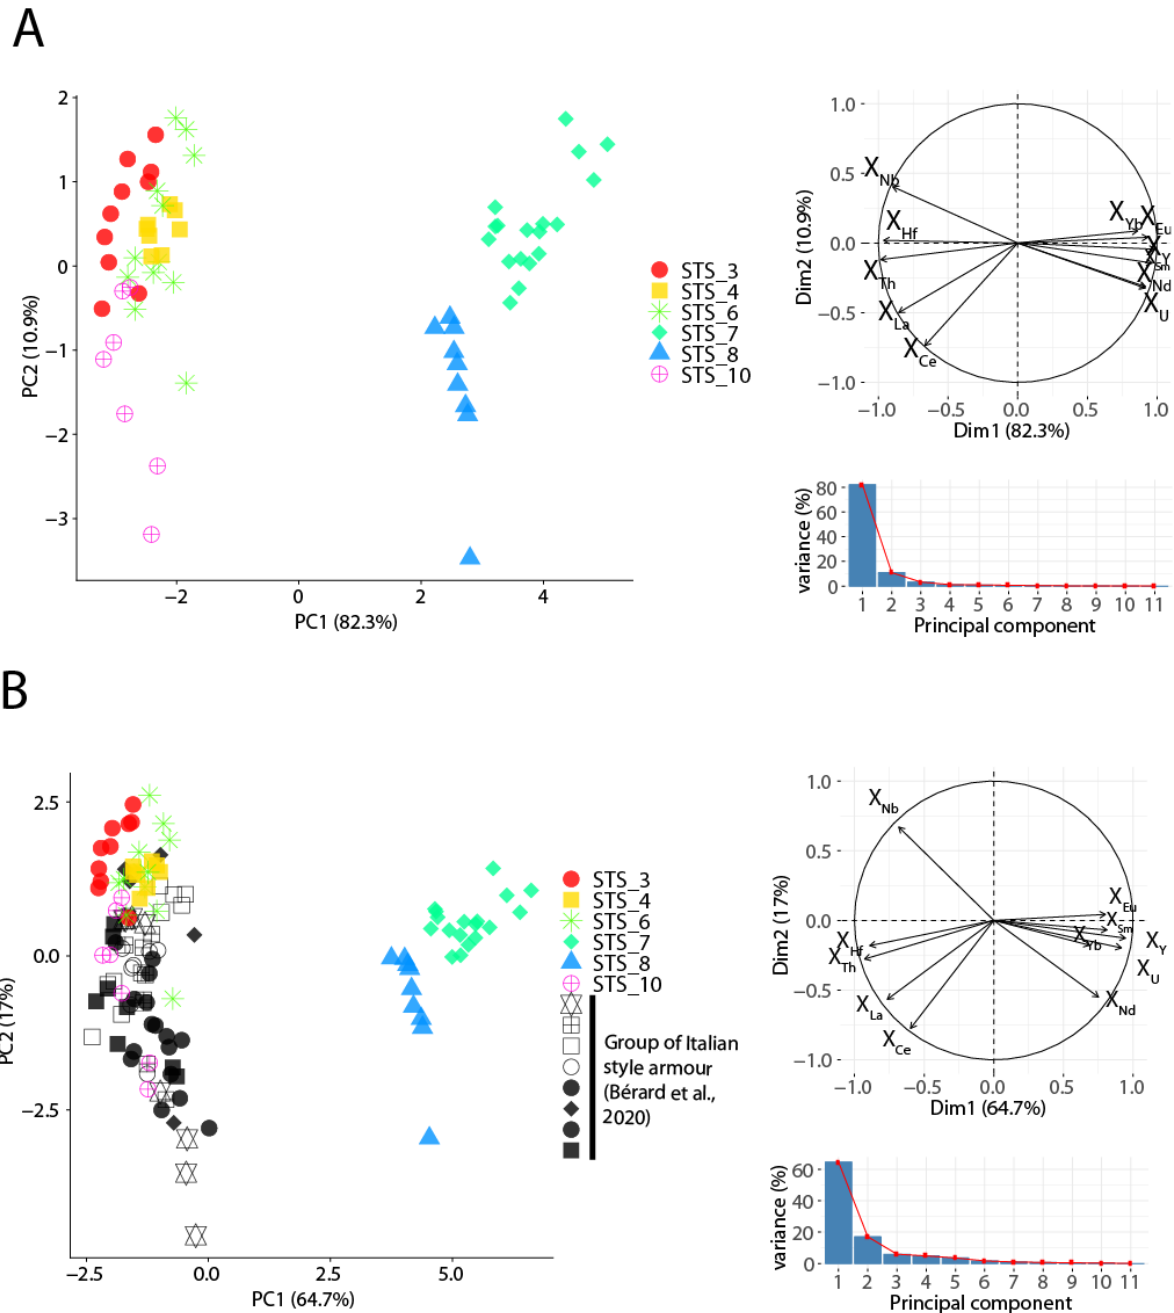 A
2
1
0
−1
−2
−3
PC2 (10.9%)
−2
0
2
4
PC1 (82.3%)
STS_3
STS_4
STS_6
STS_7
STS_8
STS_10
1.0
0.5
0.0
−0.5
−1.0
Dim2 (10.9%)
XNb
XHf
XTh
XLa
XCe
XYb
XEu
XY
XSm
XNd
XU
−1.0
−0.5
0.0
0.5
1.0
Dim1 (82.3%)
80
60
40
20
0
variance (%)
1 2 3 4 5 6 7 8 9 10 11
Principal component
B
2.5
0.0
−2.5
PC2 (17%)
−2.5
0.0
2.5
5.0
PC1 (64.7%)
STS_3
STS_4
STS_6
STS_7
STS_8
STS_10
Group of Italian
style armour
(Bérard et al.,
2020)
1.0
0.5
0.0
−0.5
−1.0
Dim2 (17%)
XNb
XHf
XTh
XLa
XCe
XEu
XSm
XYb
XY
XU
XNd
−1.0
−0.5
0.0
0.5
1.0
Dim1 (64.7%)
60
40
20
0
variance (%)
1 2 3 4 5 6 7 8 9 10 11
Principal component